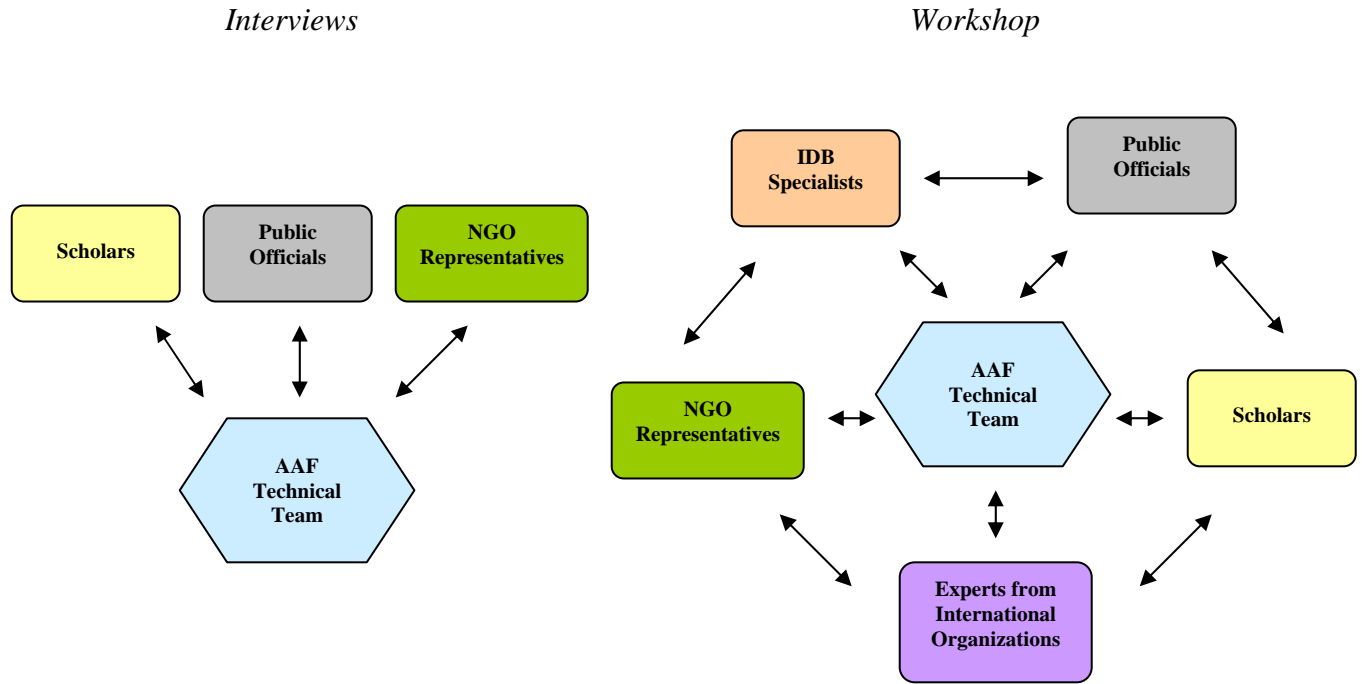 Interviews
Scholars
Public
Officials
NGO
Representatives
AAF
Technical
Team
Workshop
IDB
Specialists
Public
Officials
NGO
Representatives
AAF
Technical
Team
Scholars
Experts from
International
Organizations